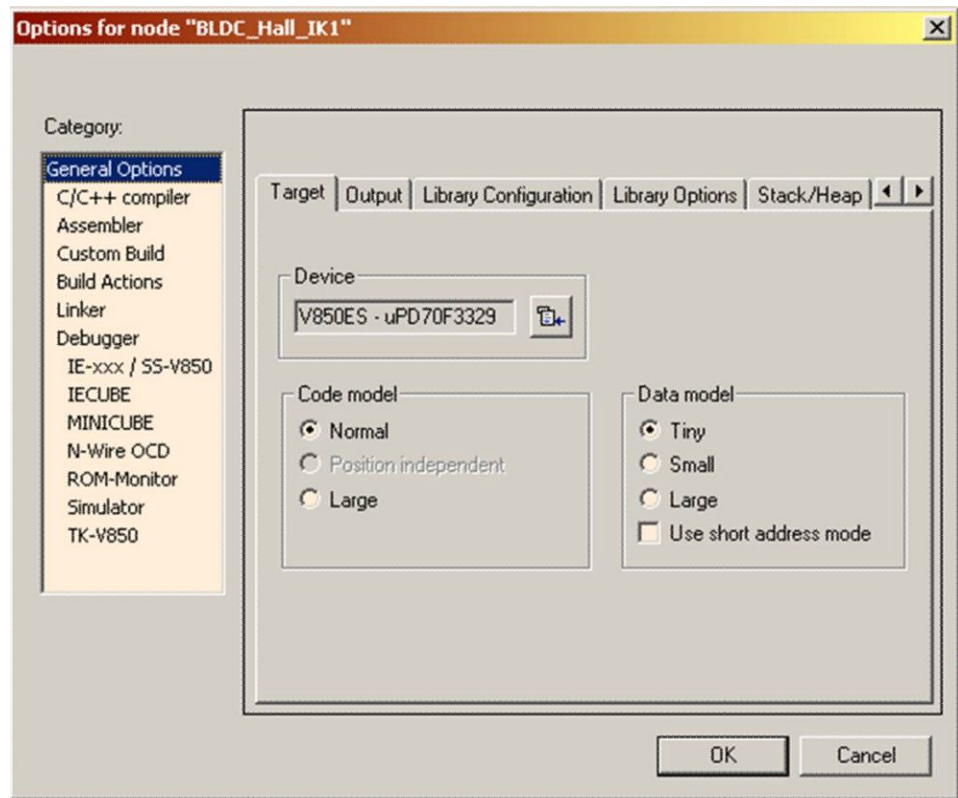 Options for node "BLDC_Hall_IK1"
Category:
General Options
C/C++ compiler
Assembler
Custom Build
Build Actions
Linker
Debugger
IE-xxx / SS-V850
IECUBE
MINICUBE
N-Wire OCD
ROM-Monitor
Simulator
TK-V850
Target Output Library Configuration Library Options Stack/Heap
Device
V850ES - uPD70F3329
Code model
Normal
Position independent
Large
Data model
Tiny
Small
Large
Use short address mode
OK Cancel